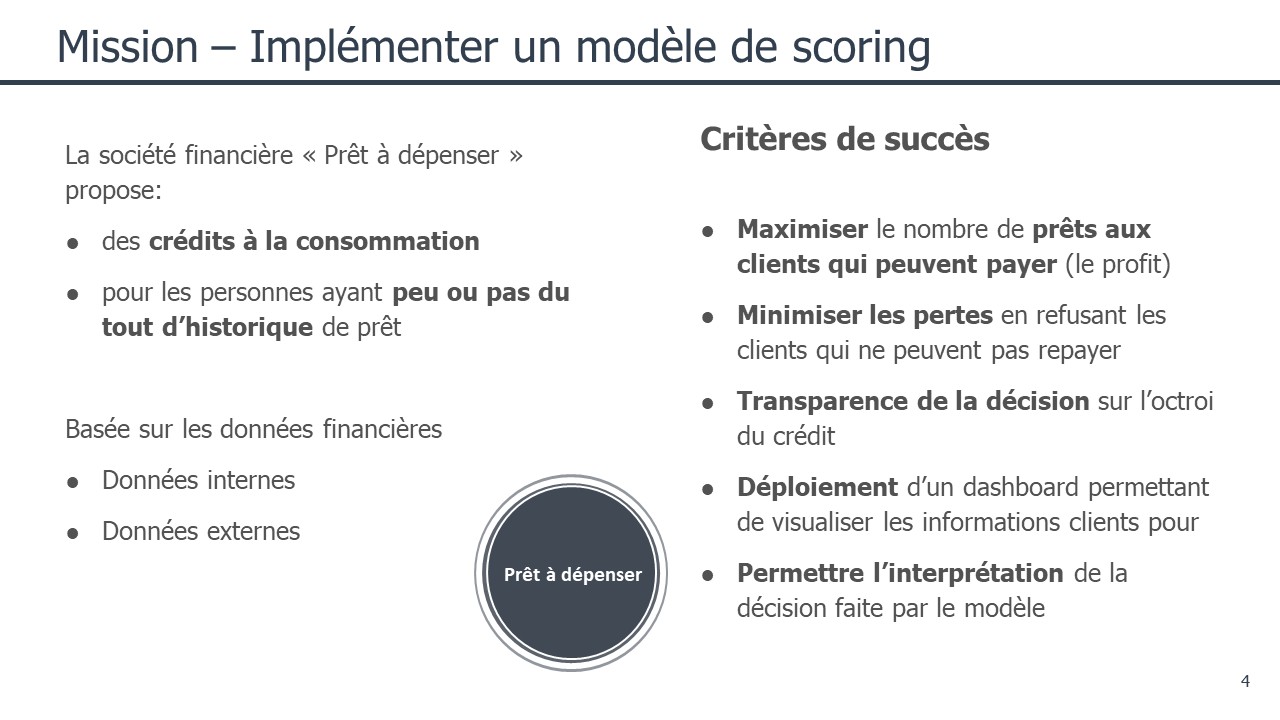 Mission – Implémenter un modèle de scoring
La société financière « Prêt à dépenser »
propose:
● des crédits à la consommation
● pour les personnes ayant peu ou pas du
tout d’historique de prêt
Basée sur les données financières
● Données internes
● Données externes
Prêt à dépenser
Critères de succès
● Maximiser le nombre de prêts aux
clients qui peuvent payer (le profit)
● Minimiser les pertes en refusant les
clients qui ne peuvent pas repayer
● Transparence de la décision sur l’octroi
du crédit
● Déploiement d’un dashboard permettant
de visualiser les informations clients pour
● Permettre l’interprétation de la
décision faite par le modèle
4